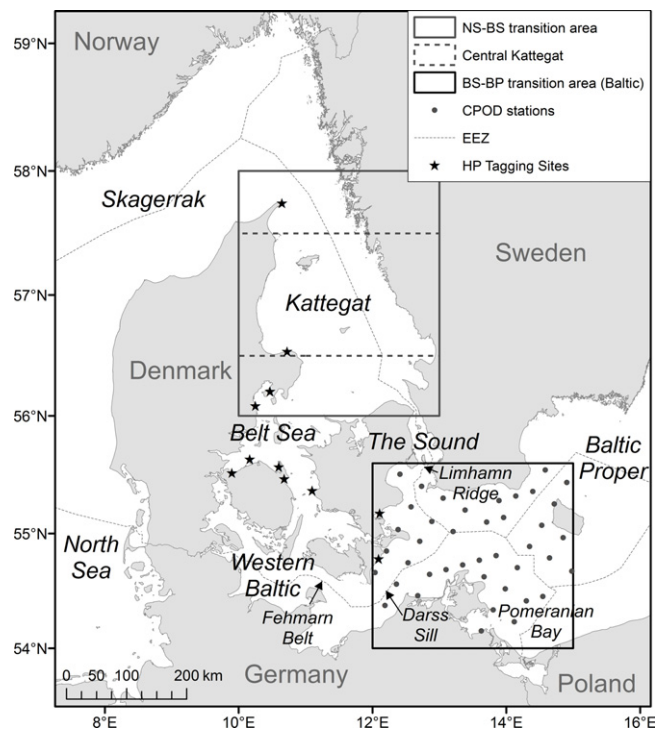 59°N
58°N
57°N
56°N
55°N
54°N
Norway
NS-BS transition area
Central Kattegat
BS-BP transition area (Baltic)
CPOD stations
EEZ
HP Tagging Sites
Skagerrak
Sweden
Kattegat
Denmark
Belt Sea
The Sound
Baltic
Proper
Limhamn
Ridge
North
Sea
Western
Baltic
Fehmarn
Belt
Darss
Sill
Pomeranian
Bay
Germany
Poland
0 50 100 200 km
8°E 10°E 12°E 14°E 16°E